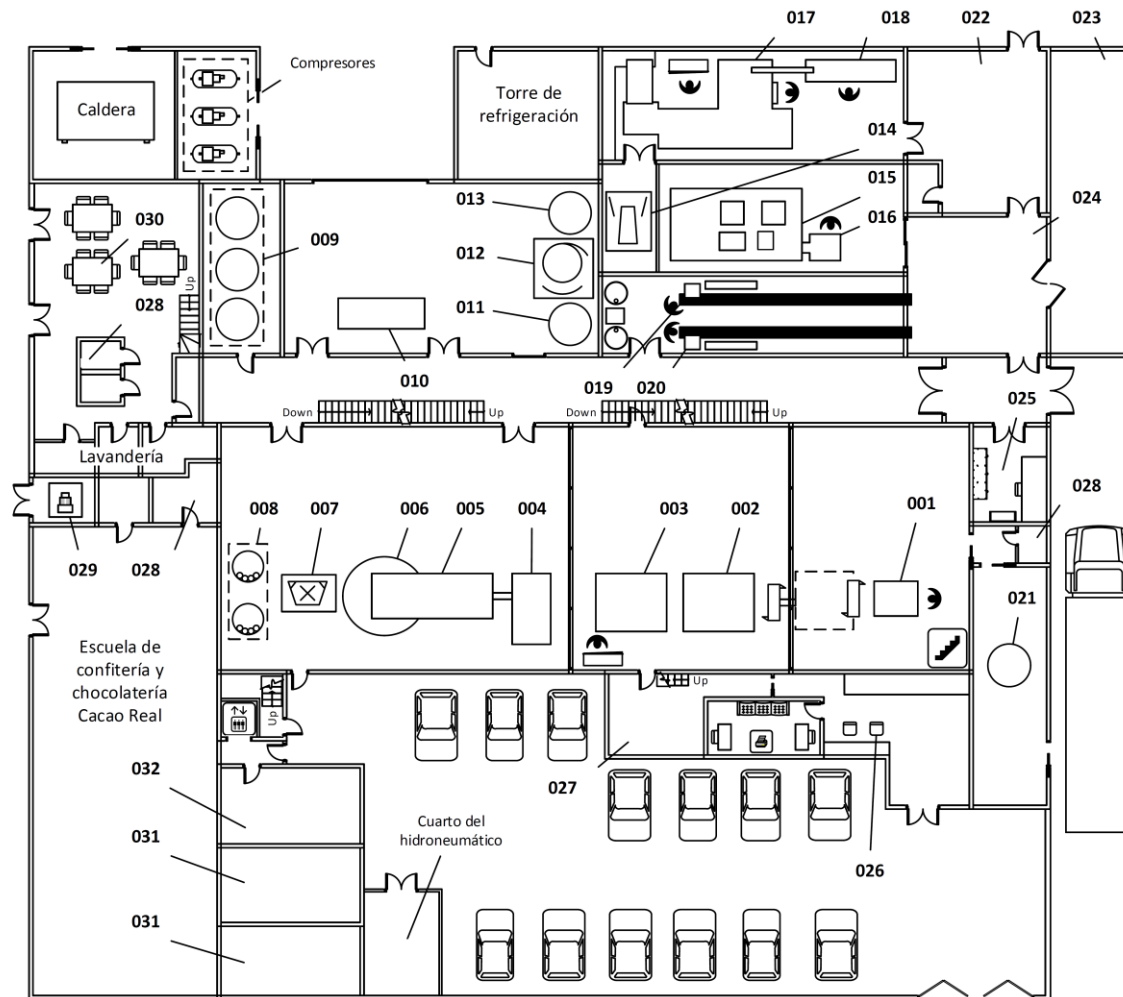 017
018
022
023
Compresores
Caldera
Torre de
refrigeración
014
013
015
030
009
024
016
012
Up
028
011
010
019
020
025
Down
Up
Down
Up
Lavandería
028
008
007
006
005
004
003
002
001
029
028
021
Escuela de
confitería y
chocolatería
Cacao Real
Up
Up
032
027
Cuarto del
hidroneumático
031
026
031